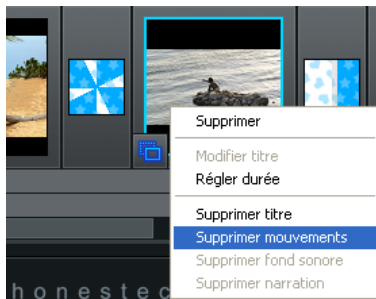 Supprimer
Modifier titre
Régler durée
Supprimer titre
Supprimer mouvements
Supprimer fond sonore
Supprimer narration
honestec